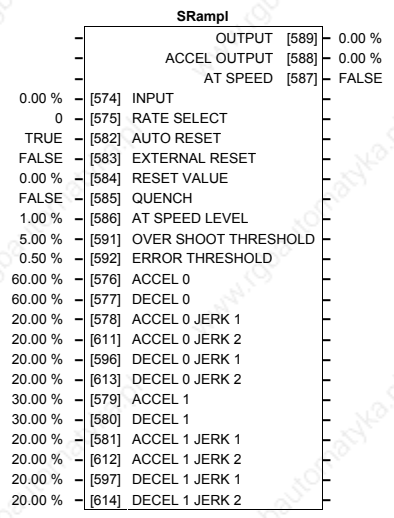 SRampl
OUTPUT [589] 0.00 %
ACCEL OUTPUT [588] 0.00 %
AT SPEED [587] FALSE
0.00 % [574] INPUT
0 [575] RATE SELECT
TRUE [582] AUTO RESET
FALSE [583] EXTERNAL RESET
0.00 % [584] RESET VALUE
FALSE [585] QUENCH
1.00 % [586] AT SPEED LEVEL
5.00 % [591] OVER SHOOT THRESHOLD
0.50 % [592] ERROR THRESHOLD
60.00 % [576] ACCEL 0
60.00 % [577] DECEL 0
20.00 % [578] ACCEL 0 JERK 1
20.00 % [611] ACCEL 0 JERK 2
20.00 % [596] DECEL 0 JERK 1
20.00 % [613] DECEL 0 JERK 2
30.00 % [579] ACCEL 1
30.00 % [580] DECEL 1
20.00 % [581] ACCEL 1 JERK 1
20.00 % [612] ACCEL 1 JERK 2
20.00 % [597] DECEL 1 JERK 1
20.00 % [614] DECEL 1 JERK 2